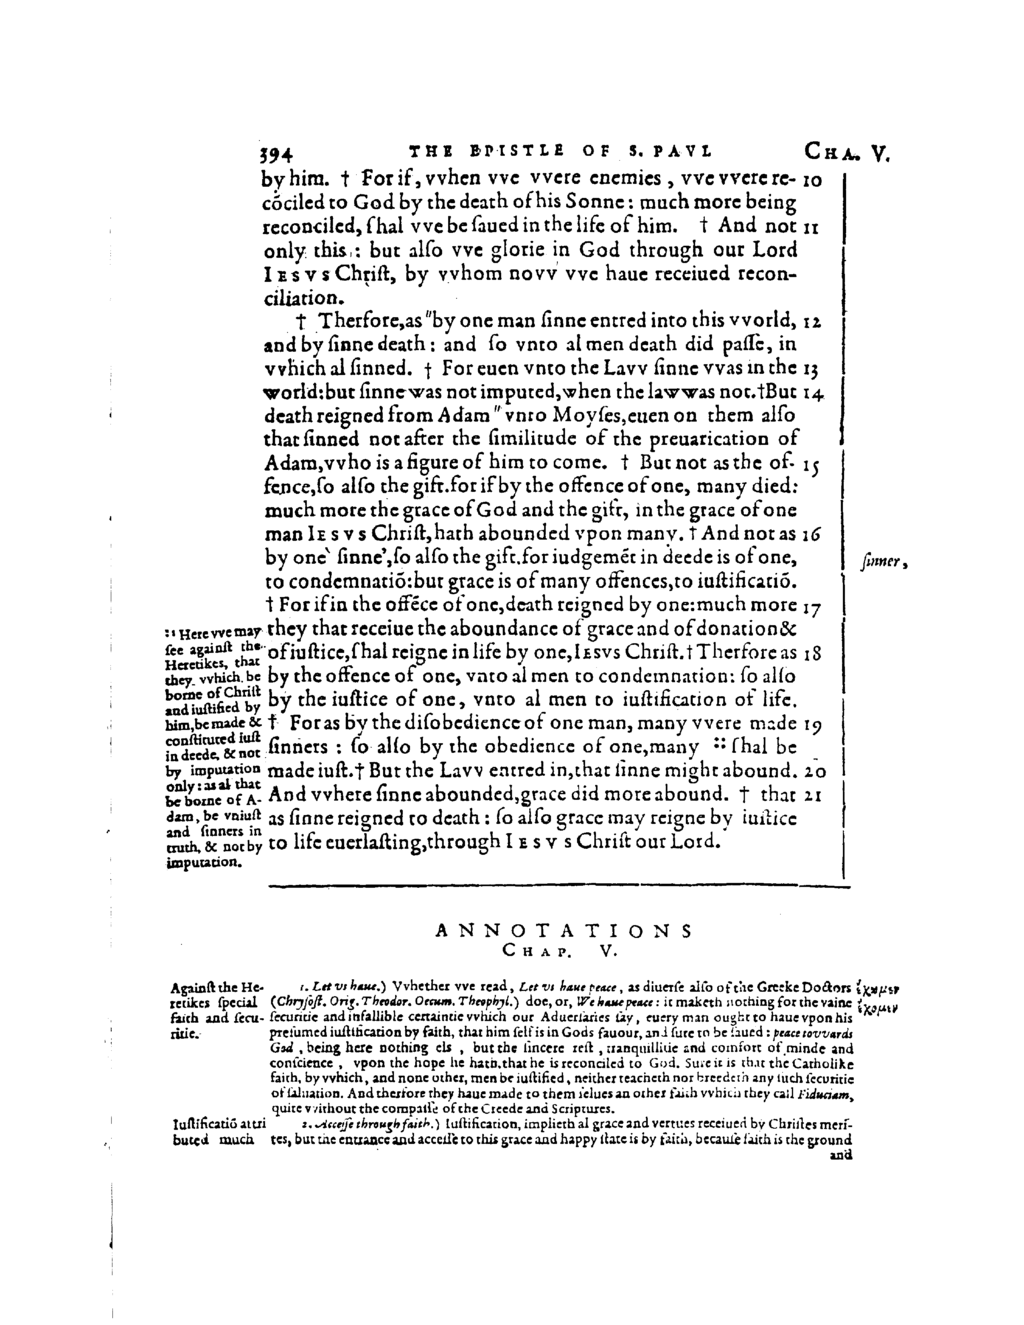 394 THE EPISTLE OF S. PAVL CHA. V.
by him. † For if, vvhen vve vvere enemies, vve vvere re- 10
cõciled to God by the death of his Sonne: much more being
reconciled, ſhal vve be ſaued in the life of him. † And not 11
only this: but alſo vve glorie in God through our Lord
IESVS Chriſt, by vvhom novv vve haue receiued recon-
ciliation.
† Therfore, as "by one man ſinne entred into this vvorld, 12
and by ſinne death: and ſo vnto al men death did paſſe, in
vvhich al ſinned. † For euen vnto the Lavv ſinne vvas in the 13
world: but ſinne was not imputed, when the law was not. † But 14
death reigned from Adam "vnto Moyſes, euen on them alſo
that ſinned not after the ſimilitude of the preuarication of
Adam, vvho is a figure of him to come. † But not as the of- 15
fence, ſo alſo the gift. for if by the offence of one, many died:
much more the grace of God and the gift, in the grace of one
man IESVS Chriſt, hath abounded vpon many. † And not as 16
by one` ſinne', ſo alſo the gift. for iudgemẽt in deede is of one,
ſinner,
to condemnatiõ: but grace is of many offences, to iuſtificatiõ.
† For if in the offẽce of one, death reigned by one: much more 17
they that receiue the aboundance of grace and of donation &
of iuſtice, ſhal reigne in life by one, IESVS Chriſt. † Therfore as 18
by the offence of one, vnto al men to condemnation: ſo alſo
by the iuſtice of one, vnto al men to iuſtification of life.
† For as by the diſobedience of one man, many vvere made 19
ſinners: ſo alſo by the obedience of one, many :: ſhal be
made iuſt. † But the Lavv entred in, that ſinne might abound. 20
And vvhere ſinne abounded, grace did more abound. † that 21
as ſinne reigned to death: ſo alſo grace may reigne by iuſtice
to life euerlaſting, through IESVS Chriſt our Lord.
:: Here vve may
ſee againſt the
Heretikes, that
they vvhich be
borne of Chriſt
and iuſtified by
him, be made &
conſtituted iuſt
in deede, & not
by imputation
only: as al that
be borne of A-
dam, be vniuſt
and ſinners in
truth, & not by
imputation.
ANNOTATIONS
CHAP. V.
Againſt the He-
retikes ſpecial
faith and ſecu-
ritie.
1. Let vs haue.) Vvhether vve read, Let vs haue peace, as diuerſe alſo of the Greeke Doctors ἔχωμεν
(Chryſoſt. Orig. Theodor. Oecum. Theophyl.) doe, or, We haue peace: it maketh nothing for the vaine ἔχομεν
ſecuritie and infallible certaintie vvhich our Aduerſaries ſay, euery man ought to haue vpon his
preſumed iuſtification by faith, that him ſelf is in Gods fauour, and ſure to be ſaued: peace tovvards
God, being here nothing els, but the ſincere reſt, tranquillitie and comfort of minde and
conſcience, vpon the hope he hath, that he is reconciled to God. Sure it is that the Catholike
faith, by vvhich, and none other, men be iuſtified, neither teacheth nor breedeth any ſuch ſecuritie
of ſaluation. And therfore they haue made to them ſelues an other faith vvhich they call Fiduciam,
quite vvithout the compaſſe of the Creede and Scriptures.
Iuſtificatiõ attri
buted much
2. Acceſſe through faith.) Iuſtification, implieth al grace and vertues receiued by Chriſtes meri-
tes, but the entrance and acceſſe to this grace and happy ſtate is by faith, becauſe faith is the ground
and